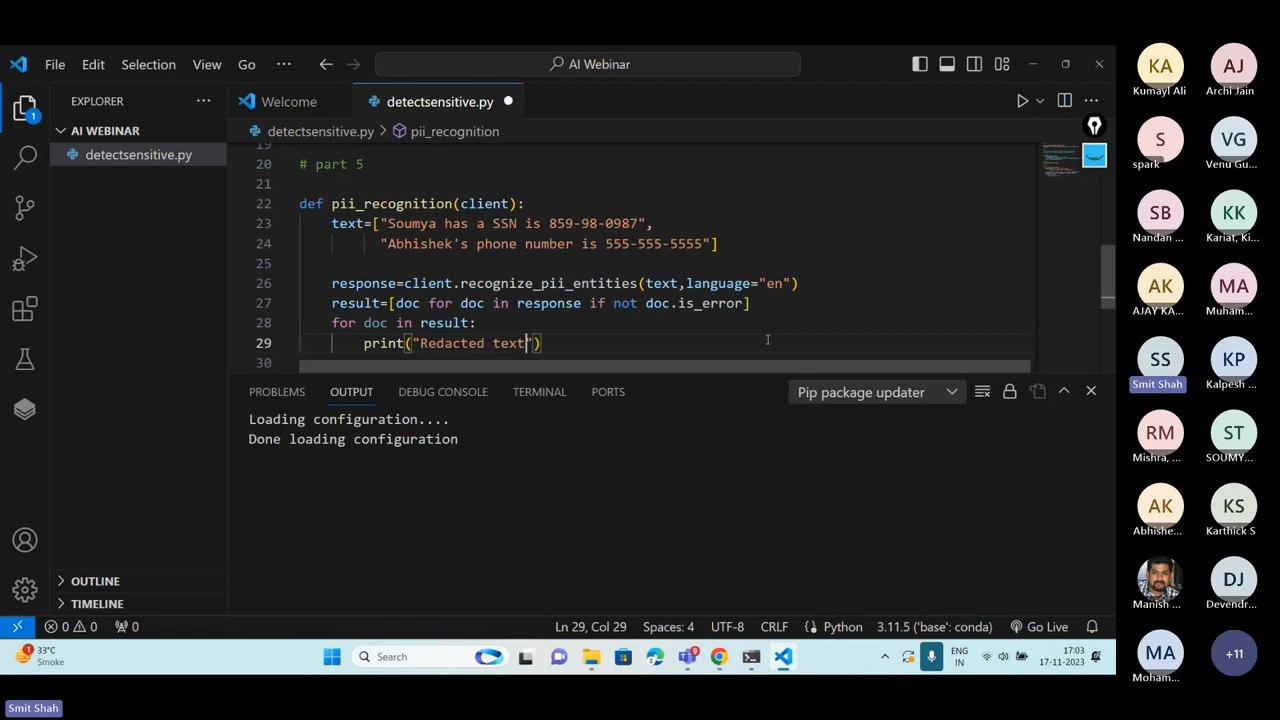 File Edit Selection View Go ··· AI Webinar
EXPLORER ···
Welcome
detectsensitive.py
AI WEBINAR
detectsensitive.py
detectsensitive.py > pii_recognition
19
20 # part 5
21
22 def pii_recognition(client):
23 text=["Soumya has a SSN is 859-98-0987",
24 "Abhishek's phone number is 555-555-5555"]
25
26 response=client.recognize_pii_entities(text,language="en")
27 result=[doc for doc in response if not doc.is_error]
28 for doc in result:
29 print("Redacted text")
30
PROBLEMS OUTPUT DEBUG CONSOLE TERMINAL PORTS Pip package updater
Loading configuration....
Done loading configuration
OUTLINE
TIMELINE
1
0 0 0 Ln 29, Col 29 Spaces: 4 UTF-8 CRLF Python 3.11.5 ('base': conda) Go Live
1
33°C
Smoke
Search
9
ENG
IN
17:03
17-11-2023
Smit Shah
KA AJ
Kumayl Ali Archi Jain
S VG
spark Venu Gu...
SB KK
Nandan ... Kariat, Ki...
AK MA
AJAY KA... Muham...
SS KP
Smit Shah Kalpesh ...
RM ST
Mishra, ... SOUMY...
AK KS
Abhishe... Karthick S
DJ
Manish ... Devendr...
MA +11
Moham...